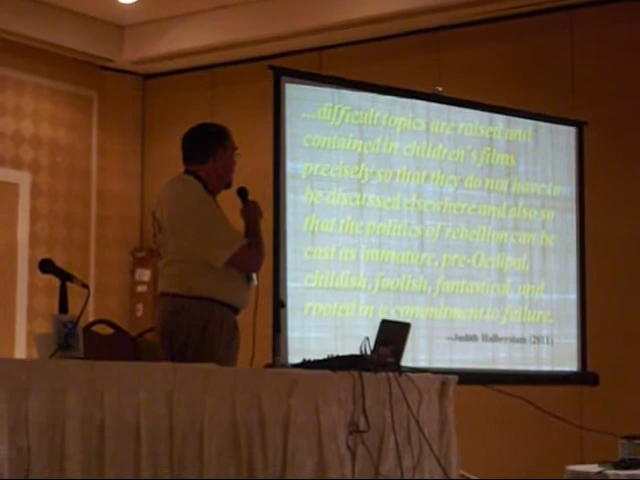 ...difficult topics are raised and
contained in children's films
precisely so that they do not have to
be discussed elsewhere and also so
that the politics of rebellion can be
cast as immature, pre-Oedipal,
childish, foolish, fantastical, and
rooted in a commitment to failure.
--Judith Halberstam (2011)